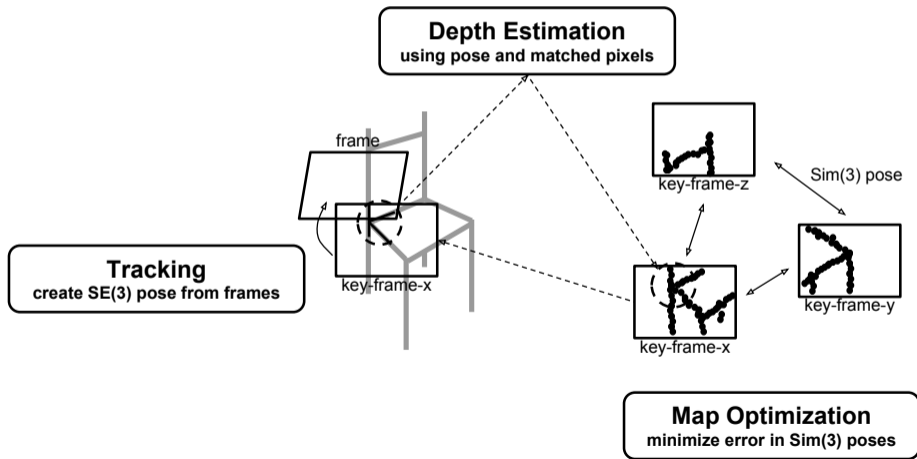 Depth Estimation
using pose and matched pixels
frame
key-frame-z
Sim(3) pose
Tracking
create SE(3) pose from frames
key-frame-x
key-frame-y
key-frame-x
Map Optimization
minimize error in Sim(3) poses